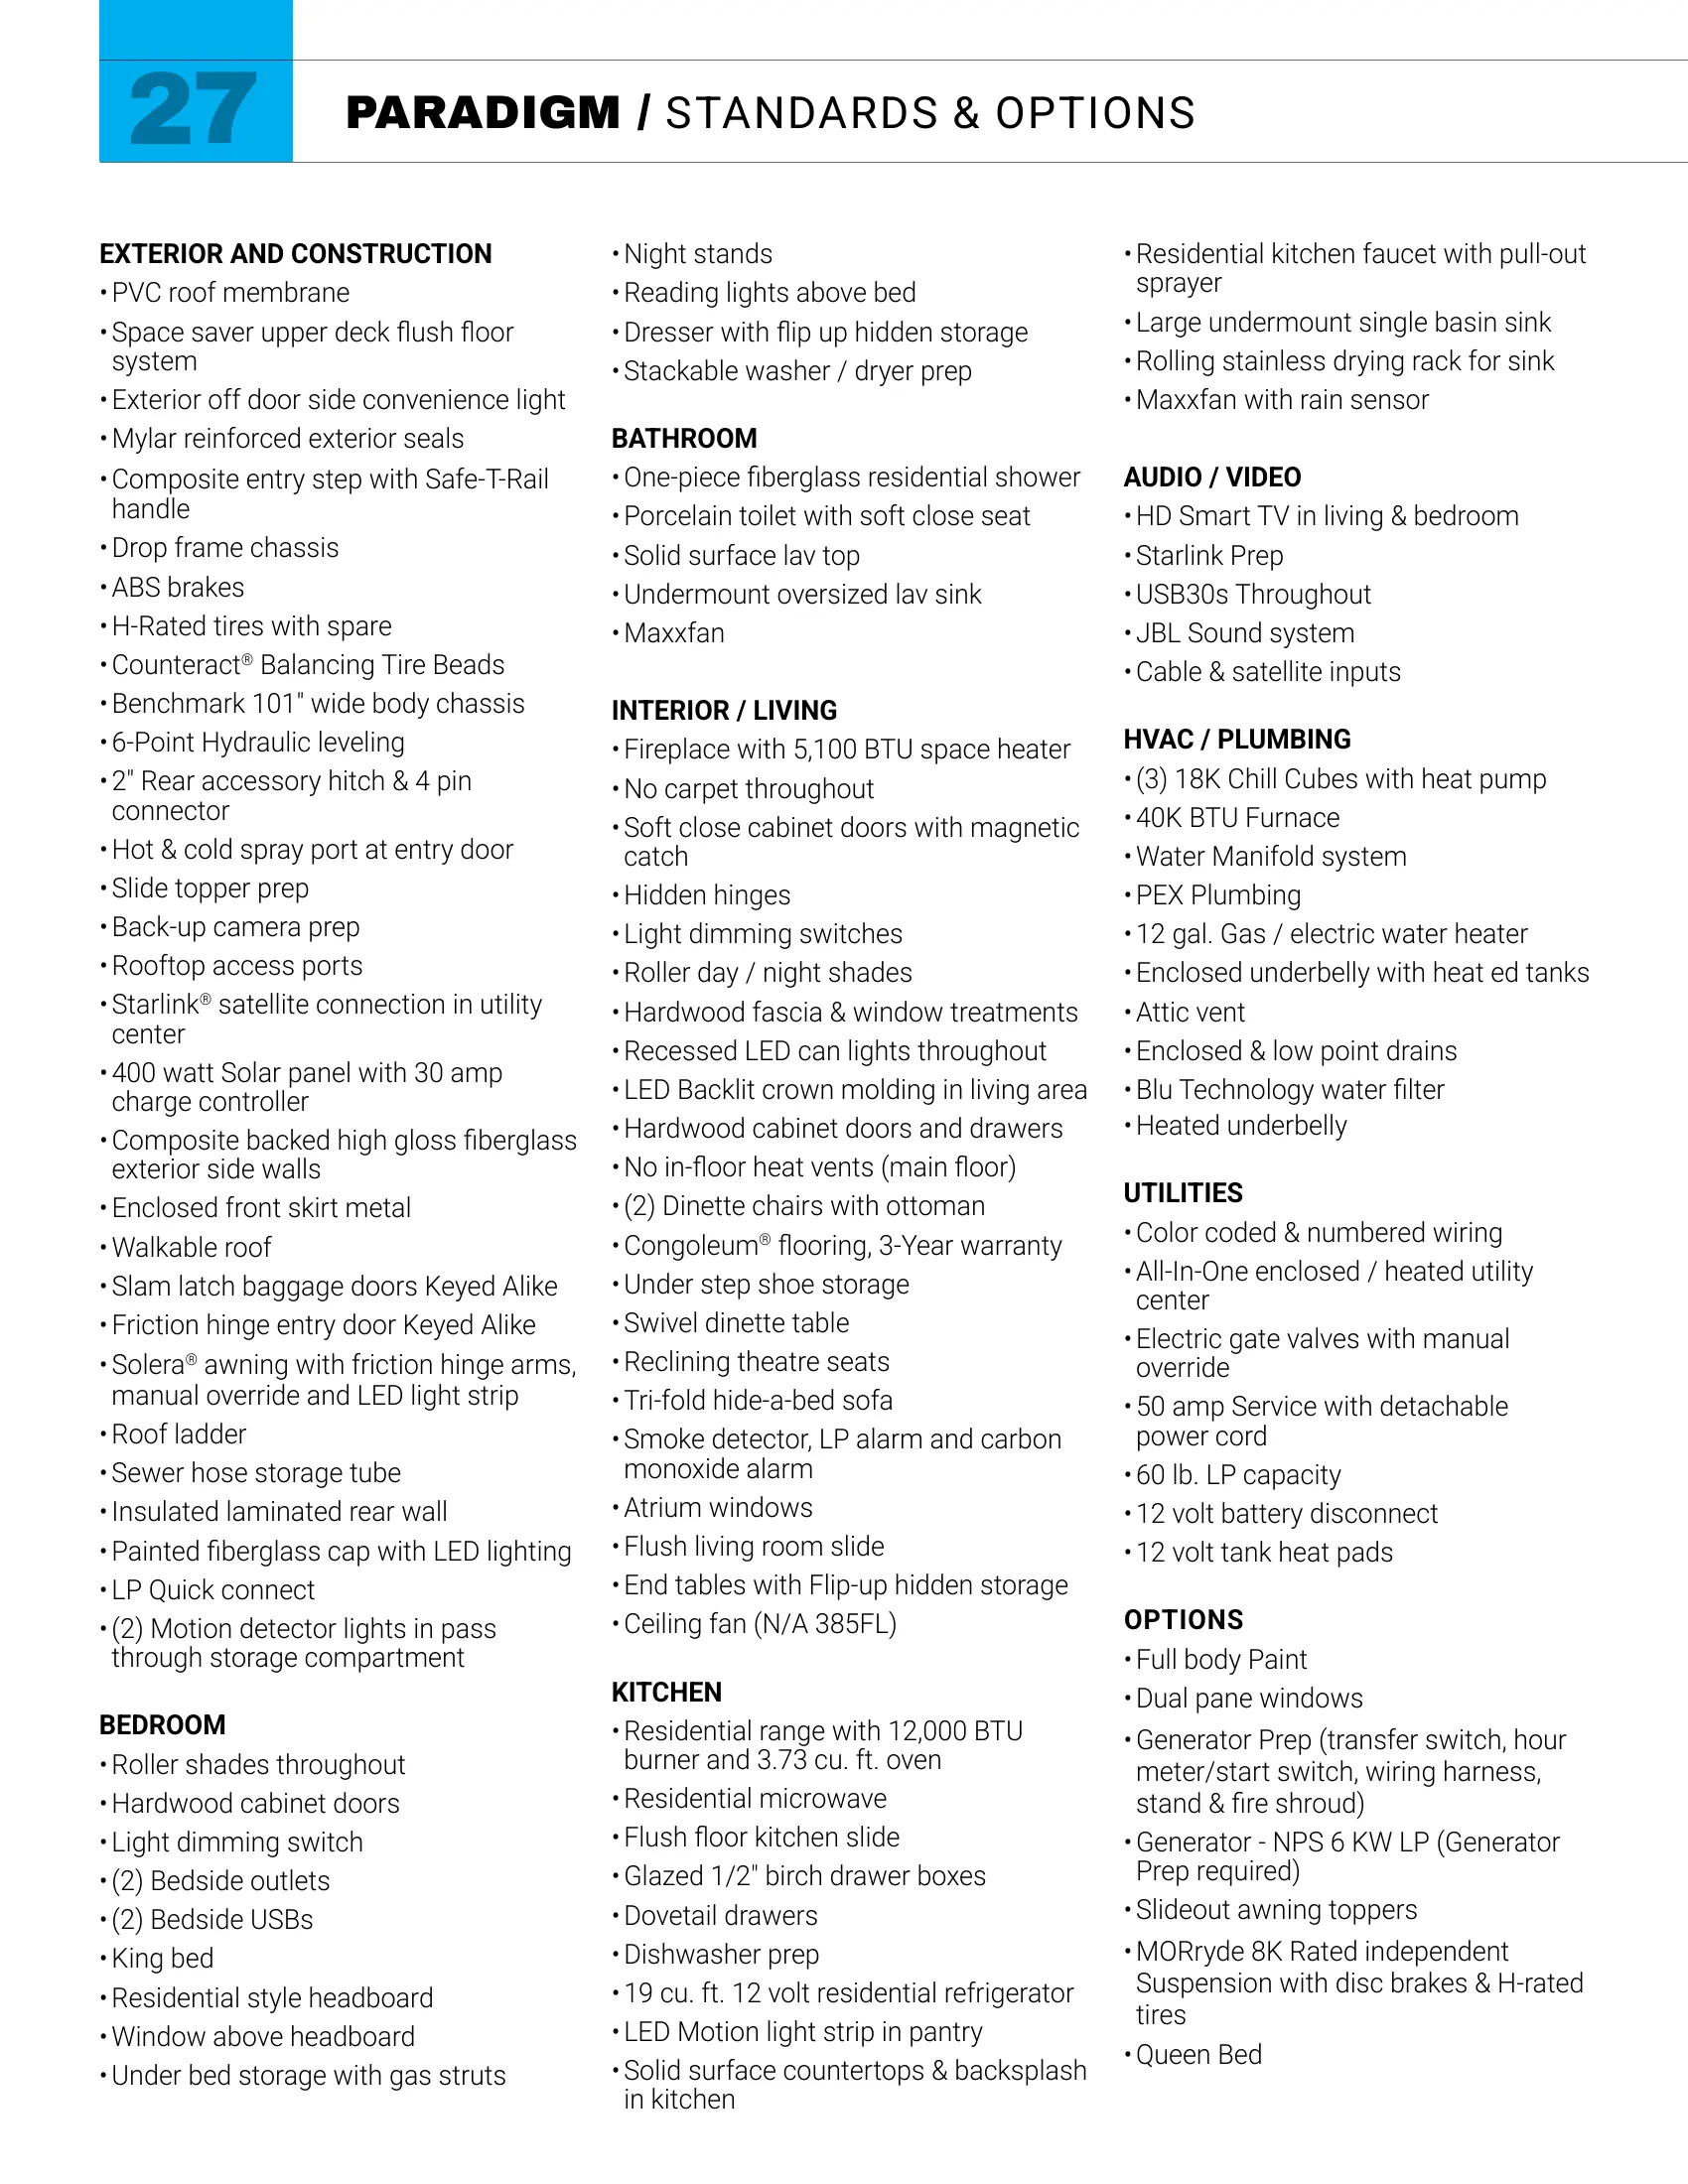 27
PARADIGM / STANDARDS & OPTIONS
EXTERIOR AND CONSTRUCTION
• PVC roof membrane
• Space saver upper deck flush floor
system
• Exterior off door side convenience light
• Mylar reinforced exterior seals
• Composite entry step with Safe-T-Rail
handle
• Drop frame chassis
• ABS brakes
• H-Rated tires with spare
• Counteract® Balancing Tire Beads
• Benchmark 101" wide body chassis
• 6-Point Hydraulic leveling
• 2" Rear accessory hitch & 4 pin
connector
• Hot & cold spray port at entry door
• Slide topper prep
• Back-up camera prep
• Rooftop access ports
• Starlink® satellite connection in utility
center
• 400 watt Solar panel with 30 amp
charge controller
• Composite backed high gloss fiberglass
exterior side walls
• Enclosed front skirt metal
• Walkable roof
• Slam latch baggage doors Keyed Alike
• Friction hinge entry door Keyed Alike
• Solera® awning with friction hinge arms,
manual override and LED light strip
• Roof ladder
• Sewer hose storage tube
• Insulated laminated rear wall
• Painted fiberglass cap with LED lighting
• LP Quick connect
• (2) Motion detector lights in pass
through storage compartment
BEDROOM
• Roller shades throughout
• Hardwood cabinet doors
• Light dimming switch
• (2) Bedside outlets
• (2) Bedside USBs
• King bed
• Residential style headboard
• Window above headboard
• Under bed storage with gas struts
• Night stands
• Reading lights above bed
• Dresser with flip up hidden storage
• Stackable washer / dryer prep
BATHROOM
• One-piece fiberglass residential shower
• Porcelain toilet with soft close seat
• Solid surface lav top
• Undermount oversized lav sink
• Maxxfan
INTERIOR / LIVING
• Fireplace with 5,100 BTU space heater
• No carpet throughout
• Soft close cabinet doors with magnetic
catch
• Hidden hinges
• Light dimming switches
• Roller day / night shades
• Hardwood fascia & window treatments
• Recessed LED can lights throughout
• LED Backlit crown molding in living area
• Hardwood cabinet doors and drawers
• No in-floor heat vents (main floor)
• (2) Dinette chairs with ottoman
• Congoleum® flooring, 3-Year warranty
• Under step shoe storage
• Swivel dinette table
• Reclining theatre seats
• Tri-fold hide-a-bed sofa
• Smoke detector, LP alarm and carbon
monoxide alarm
• Atrium windows
• Flush living room slide
• End tables with Flip-up hidden storage
• Ceiling fan (N/A 385FL)
KITCHEN
• Residential range with 12,000 BTU
burner and 3.73 cu. ft. oven
• Residential microwave
• Flush floor kitchen slide
• Glazed 1/2" birch drawer boxes
• Dovetail drawers
• Dishwasher prep
• 19 cu. ft. 12 volt residential refrigerator
• LED Motion light strip in pantry
• Solid surface countertops & backsplash
in kitchen
• Residential kitchen faucet with pull-out
sprayer
• Large undermount single basin sink
• Rolling stainless drying rack for sink
• Maxxfan with rain sensor
AUDIO / VIDEO
• HD Smart TV in living & bedroom
• Starlink Prep
• USB30s Throughout
• JBL Sound system
• Cable & satellite inputs
HVAC / PLUMBING
• (3) 18K Chill Cubes with heat pump
• 40K BTU Furnace
• Water Manifold system
• PEX Plumbing
• 12 gal. Gas / electric water heater
• Enclosed underbelly with heat ed tanks
• Attic vent
• Enclosed & low point drains
• Blu Technology water filter
• Heated underbelly
UTILITIES
• Color coded & numbered wiring
• All-In-One enclosed / heated utility
center
• Electric gate valves with manual
override
• 50 amp Service with detachable
power cord
• 60 lb. LP capacity
• 12 volt battery disconnect
• 12 volt tank heat pads
OPTIONS
• Full body Paint
• Dual pane windows
• Generator Prep (transfer switch, hour
meter/start switch, wiring harness,
stand & fire shroud)
• Generator - NPS 6 KW LP (Generator
Prep required)
• Slideout awning toppers
• MORryde 8K Rated independent
Suspension with disc brakes & H-rated
tires
• Queen Bed